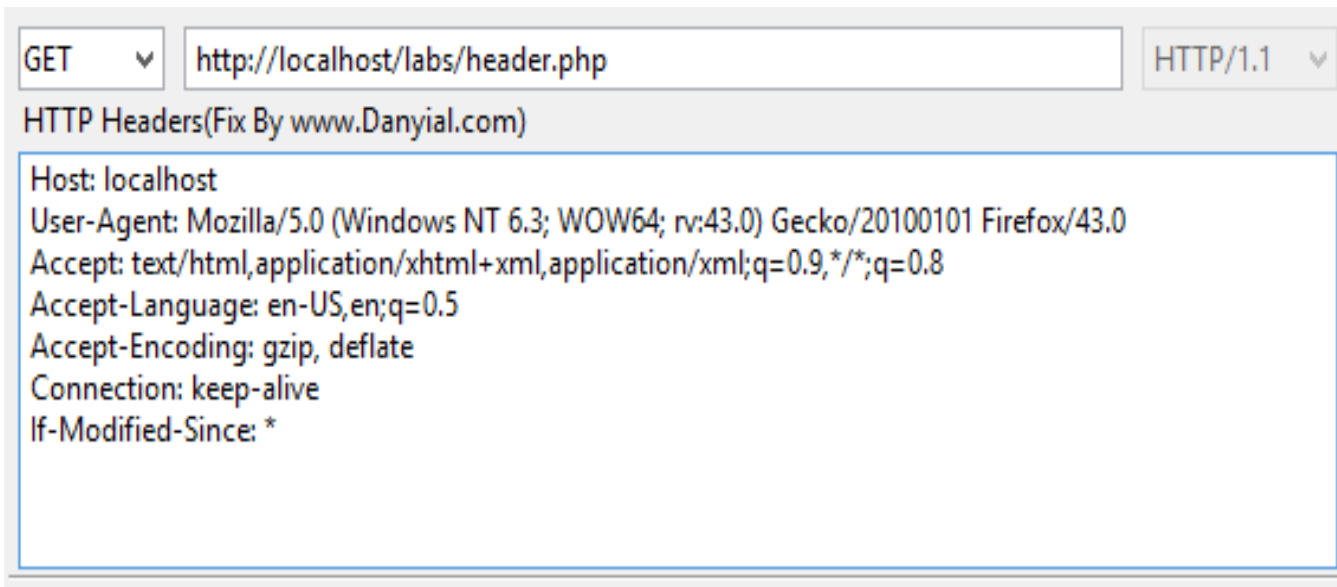 GET http://localhost/labs/header.php HTTP/1.1
HTTP Headers(Fix By www.Danyial.com)
Host: localhost
User-Agent: Mozilla/5.0 (Windows NT 6.3; WOW64; rv:43.0) Gecko/20100101 Firefox/43.0
Accept: text/html,application/xhtml+xml,application/xml;q=0.9,*/*;q=0.8
Accept-Language: en-US,en;q=0.5
Accept-Encoding: gzip, deflate
Connection: keep-alive
If-Modified-Since: *